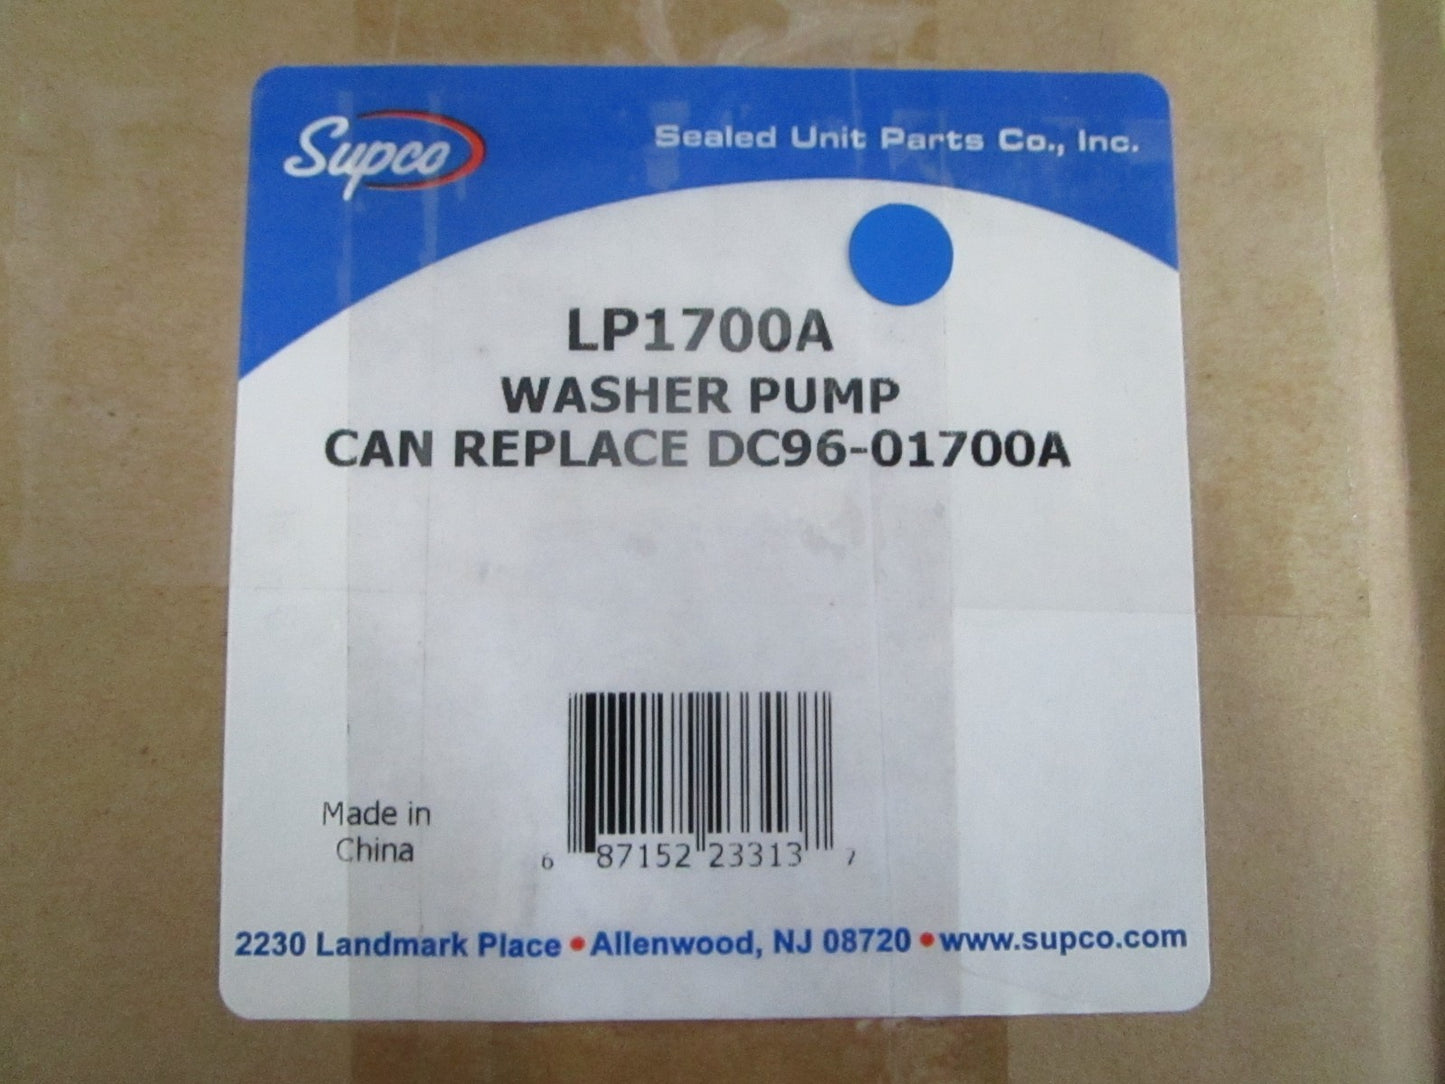 Supco
Sealed Unit Parts Co., Inc.
LP1700A
WASHER PUMP
CAN REPLACE DC96-01700A
Made in
China
6 87152 23313 7
2230 Landmark Place • Allenwood, NJ 08720 • www.supco.com